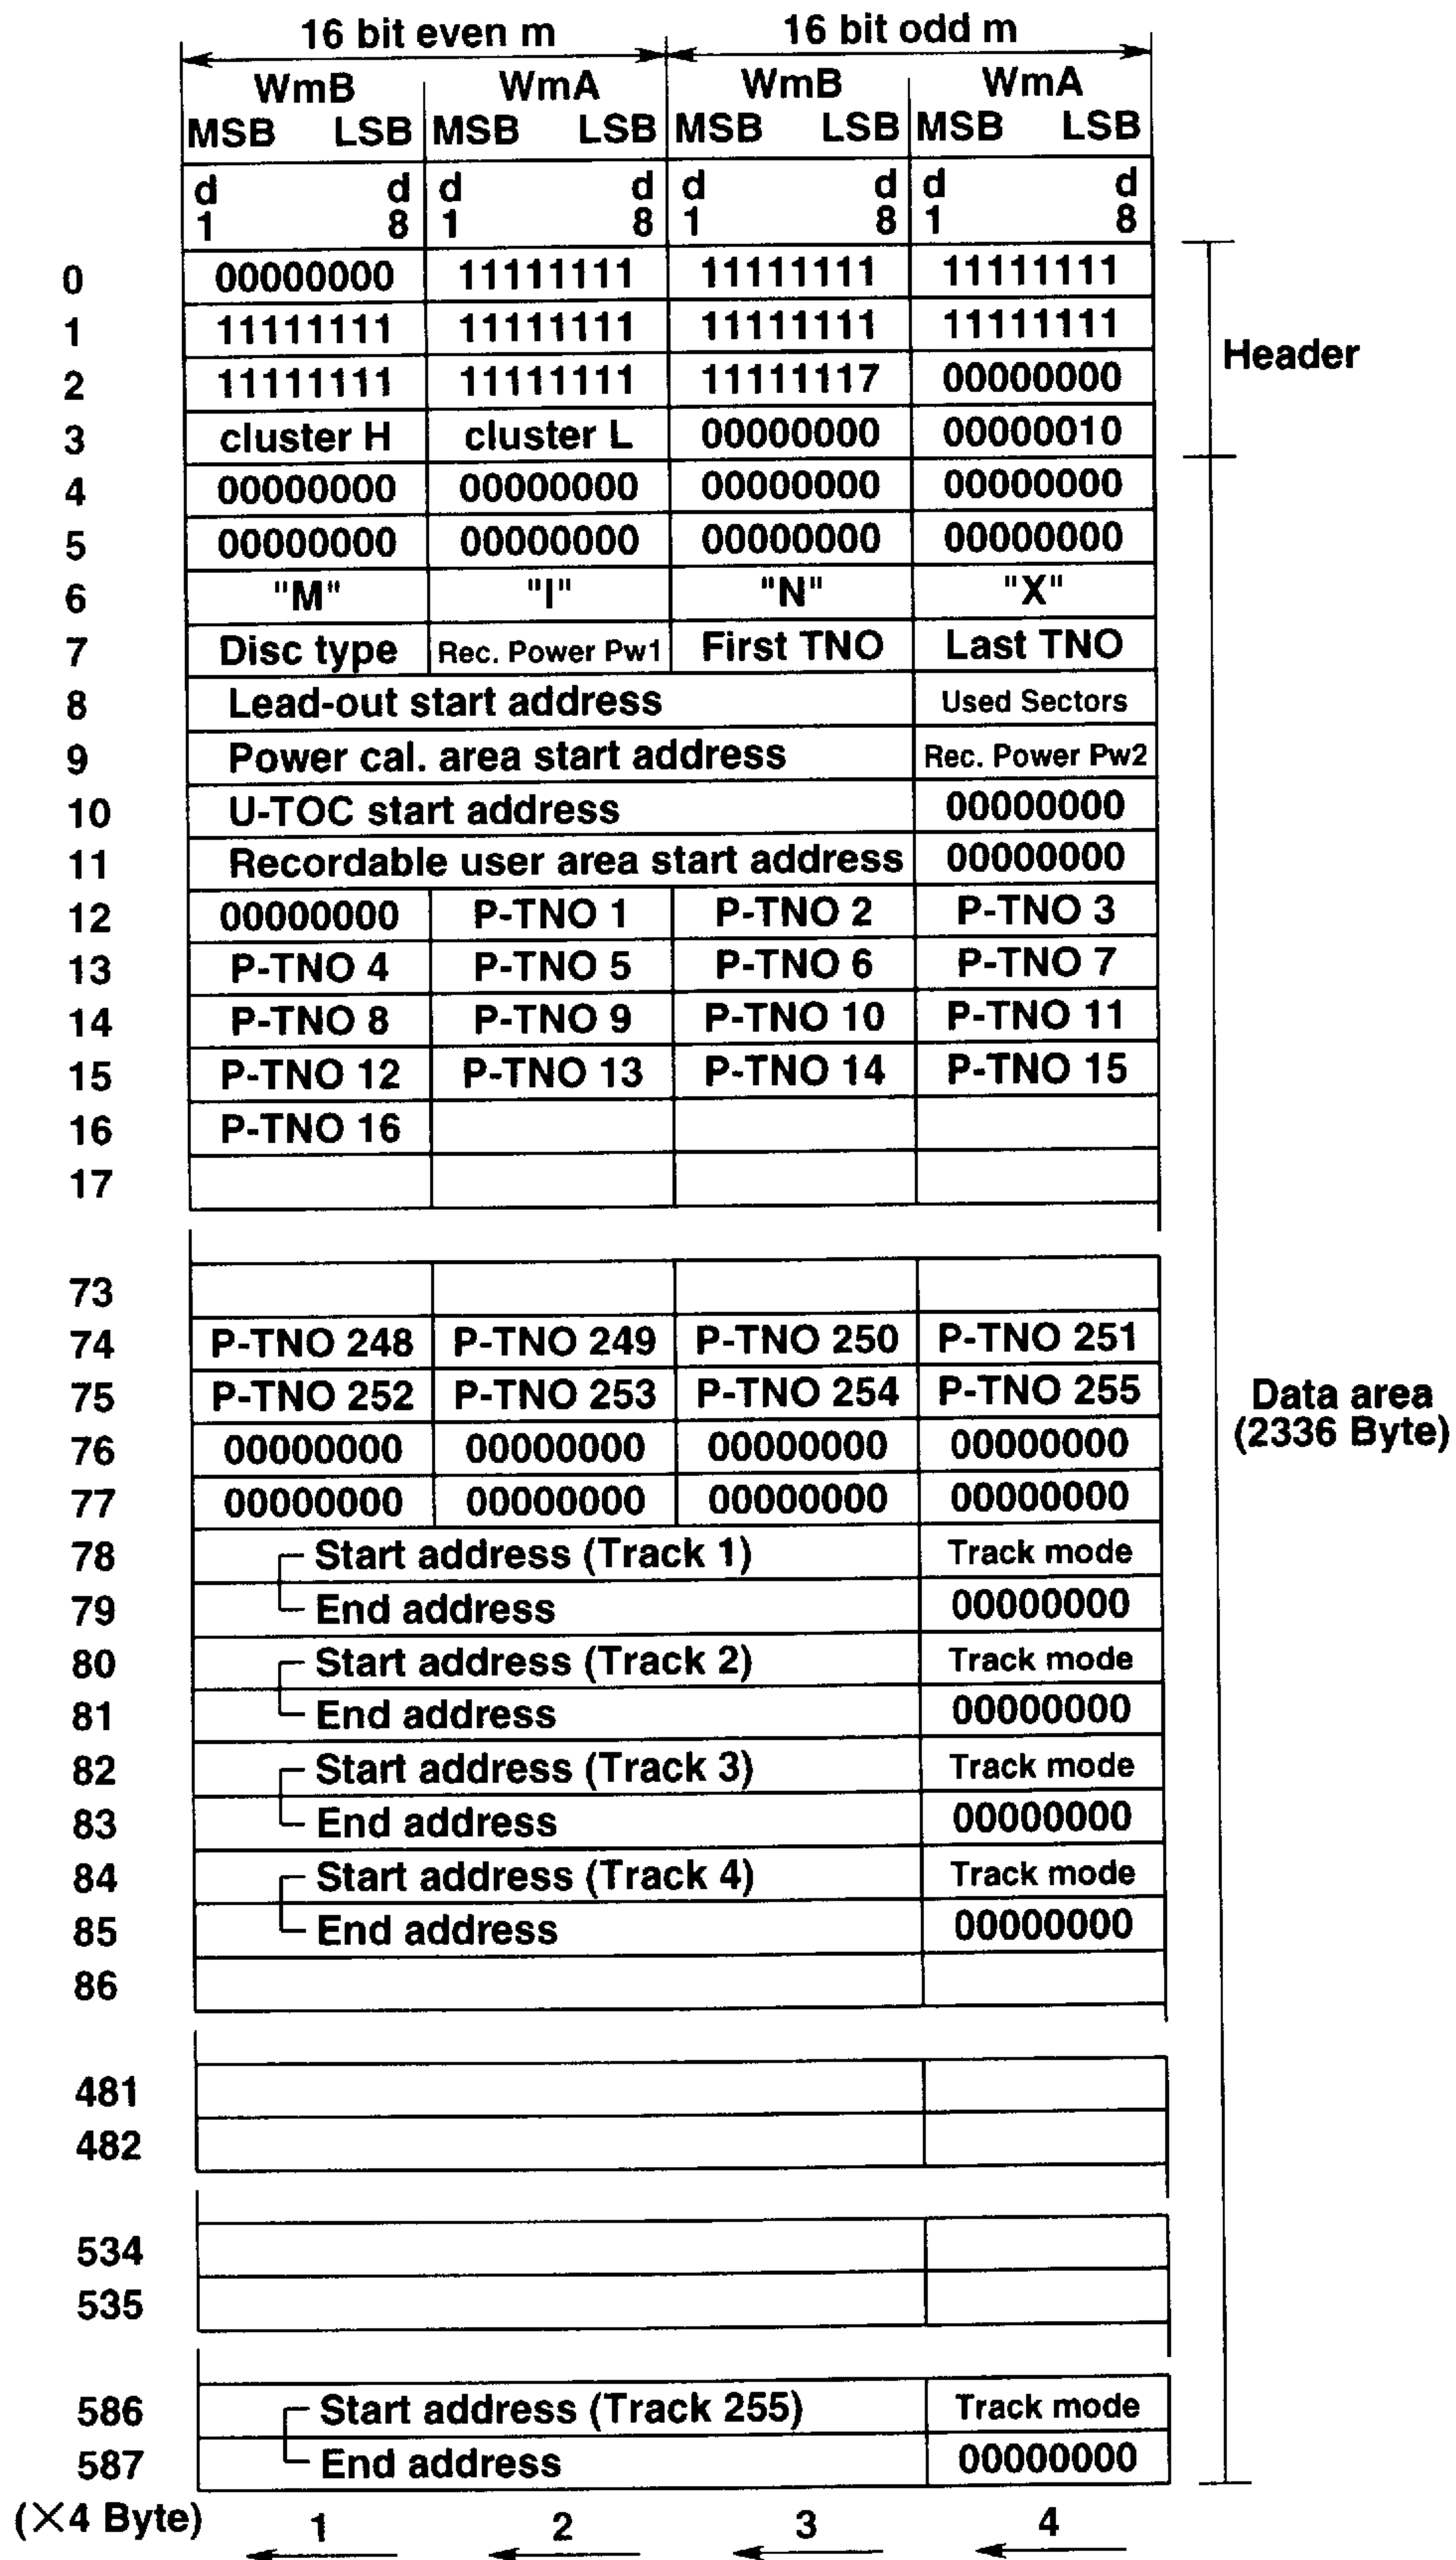 16 bit even m 16 bit odd m
WmB WmA WmB WmA
MSB LSB MSB LSB MSB LSB MSB LSB
d d d d d d d d
1 8 1 8 1 8 1 8
0 00000000 11111111 11111111 11111111
1 11111111 11111111 11111111 11111111
Header
2 11111111 11111111 11111117 00000000
3 cluster H cluster L 00000000 00000010
4 00000000 00000000 00000000 00000000
5 00000000 00000000 00000000 00000000
6 "M" "I" "N" "X"
7 Disc type Rec. Power Pw1 First TNO Last TNO
8 Lead-out start address Used Sectors
9 Power cal. area start address Rec. Power Pw2
10 U-TOC start address 00000000
11 Recordable user area start address 00000000
12 00000000 P-TNO 1 P-TNO 2 P-TNO 3
13 P-TNO 4 P-TNO 5 P-TNO 6 P-TNO 7
14 P-TNO 8 P-TNO 9 P-TNO 10 P-TNO 11
15 P-TNO 12 P-TNO 13 P-TNO 14 P-TNO 15
16 P-TNO 16
17
73
74 P-TNO 248 P-TNO 249 P-TNO 250 P-TNO 251
75 P-TNO 252 P-TNO 253 P-TNO 254 P-TNO 255
Data area
(2336 Byte)
76 00000000 00000000 00000000 00000000
77 00000000 00000000 00000000 00000000
78 Start address (Track 1) Track mode
79 End address 00000000
80 Start address (Track 2) Track mode
81 End address 00000000
82 Start address (Track 3) Track mode
83 End address 00000000
84 Start address (Track 4) Track mode
85 End address 00000000
86
481
482
534
535
586 Start address (Track 255) Track mode
587 End address 00000000
(×4 Byte) 1 2 3 4